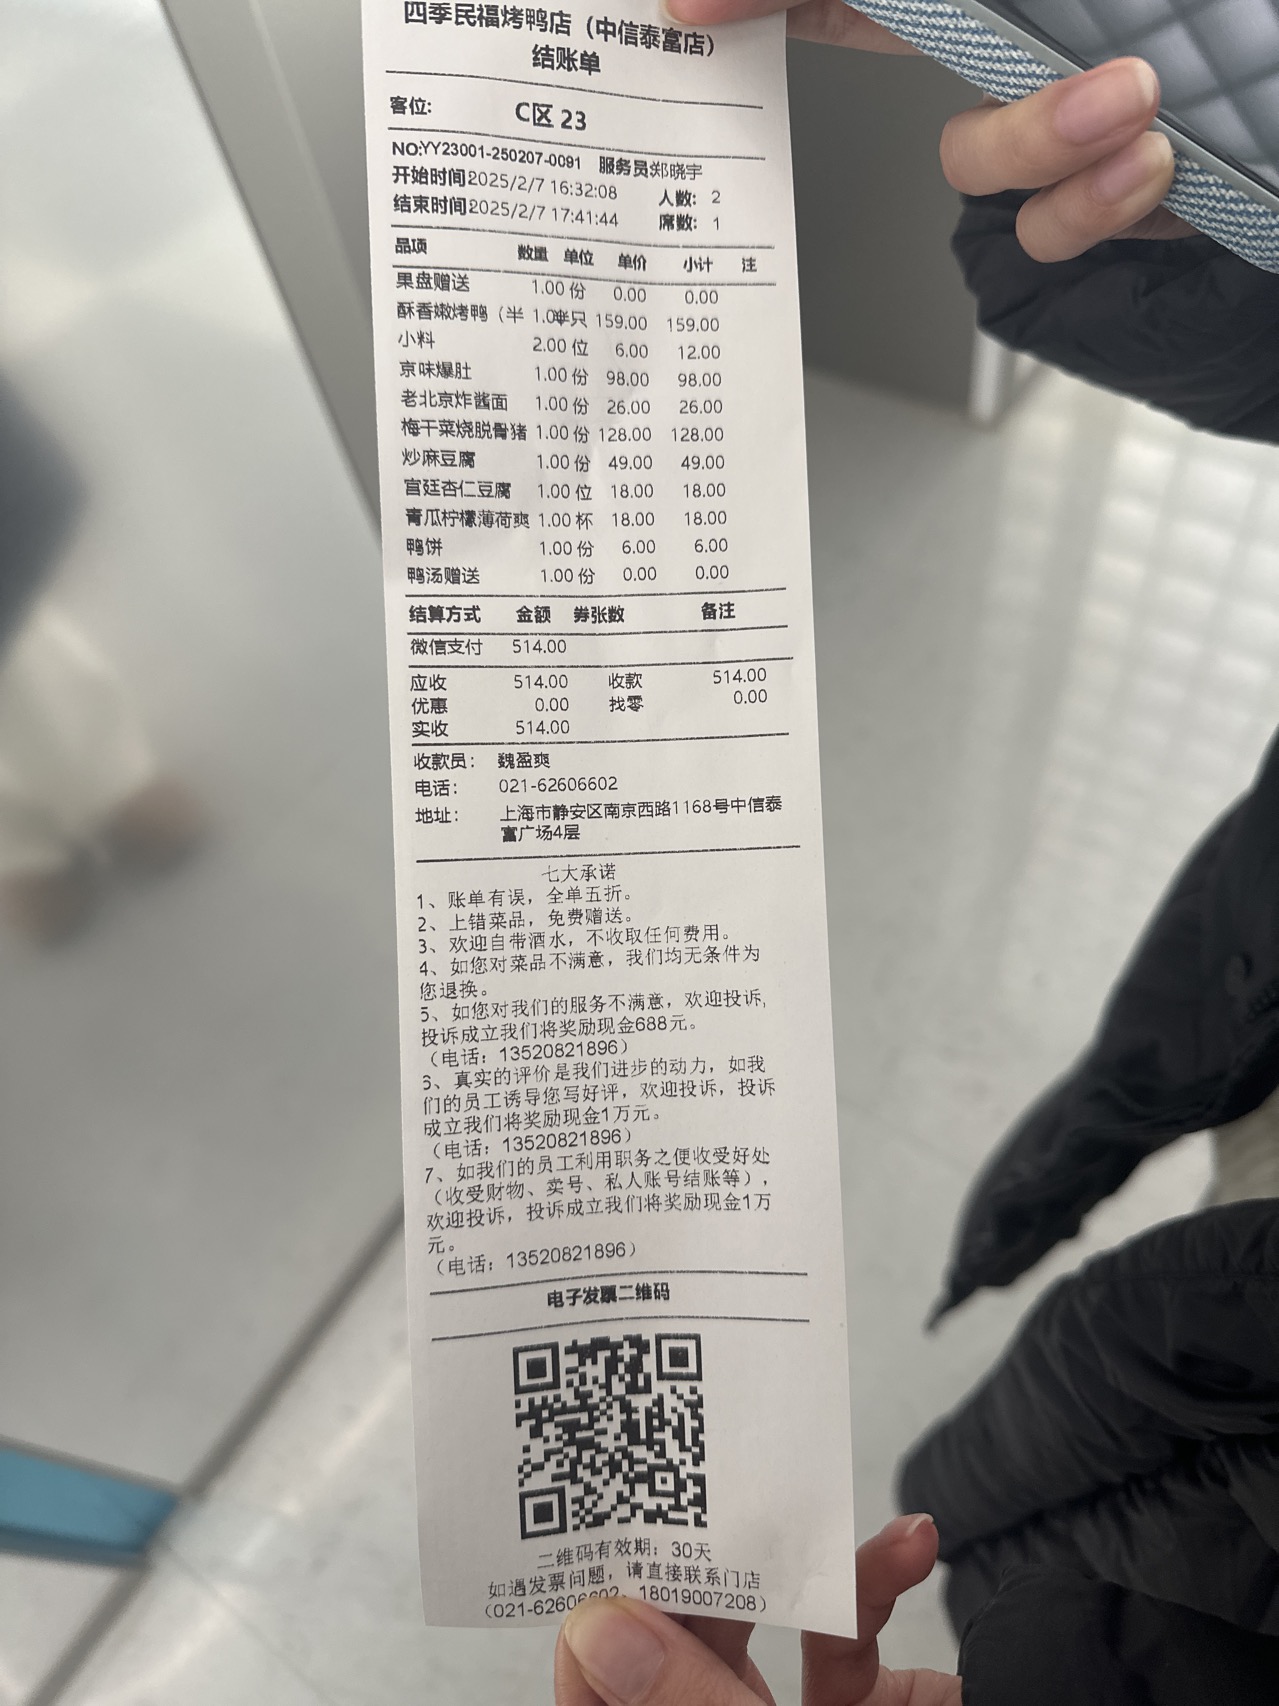 四季民福烤鸭店（中信泰富店）
结账单
客位: C区 23
NO:YY23001-250207-0091 服务员:郑晓宇
开始时间:2025/2/7 16:32:08 人数: 2
结束时间:2025/2/7 17:41:44 席数: 1
品项 数量 单位 单价 小计 注
果盘赠送 1.00 份 0.00 0.00
酥香嫩烤鸭（半 1.00半只 159.00 159.00
小料 2.00 位 6.00 12.00
京味爆肚 1.00 份 98.00 98.00
老北京炸酱面 1.00 份 26.00 26.00
梅干菜烧脱骨猪 1.00 份 128.00 128.00
炒麻豆腐 1.00 份 49.00 49.00
宫廷杏仁豆腐 1.00 位 18.00 18.00
青瓜柠檬薄荷爽 1.00 杯 18.00 18.00
鸭饼 1.00 份 6.00 6.00
鸭汤赠送 1.00 份 0.00 0.00
结算方式 金额 券张数 备注
微信支付 514.00
应收 514.00 收款 514.00
优惠 0.00 找零 0.00
实收 514.00
收款员: 魏盈爽
电话: 021-62606602
地址: 上海市静安区南京西路1168号中信泰
富广场4层
七大承诺
1、账单有误，全单五折。
2、上错菜品，免费赠送。
3、欢迎自带酒水，不收取任何费用。
4、如您对菜品不满意，我们均无条件为
您退换。
5、如您对我们的服务不满意，欢迎投诉,
投诉成立我们将奖励现金688元。
（电话：13520821896）
6、真实的评价是我们进步的动力，如我
们的员工诱导您写好评，欢迎投诉，投诉
成立我们将奖励现金1万元。
（电话：13520821896）
7、如我们的员工利用职务之便收受好处
（收受财物、卖号、私人账号结账等），
欢迎投诉，投诉成立我们将奖励现金1万
元。
（电话：13520821896）
电子发票二维码
二维码有效期：30天
如遇发票问题，请直接联系门店
（021-62606602、18019007208）